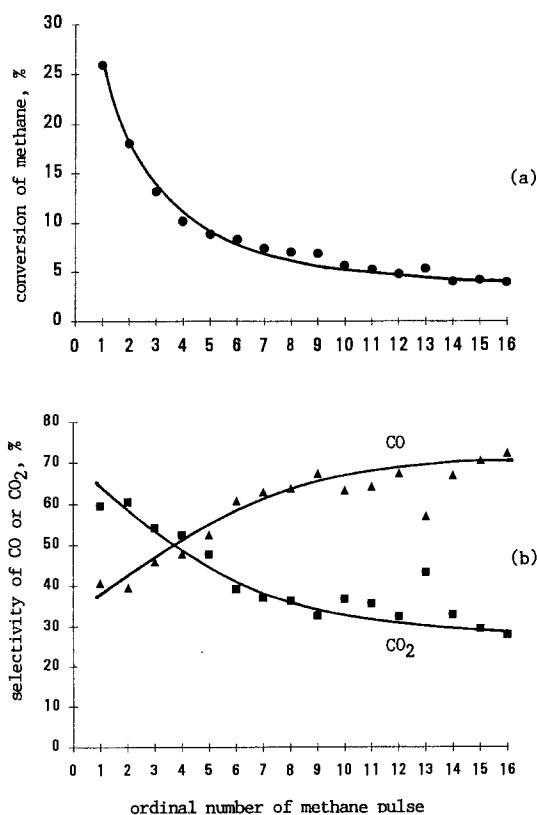 conversion of methane, %
30
25
20
15
10
5
0
(a)
0 1 2 3 4 5 6 7 8 9 10 11 12 13 14 15 16
selectivity of CO or CO2, %
80
70
60
50
40
30
20
10
0
CO
(b)
CO2
0 1 2 3 4 5 6 7 8 9 10 11 12 13 14 15 16
ordinal number of methane pulse